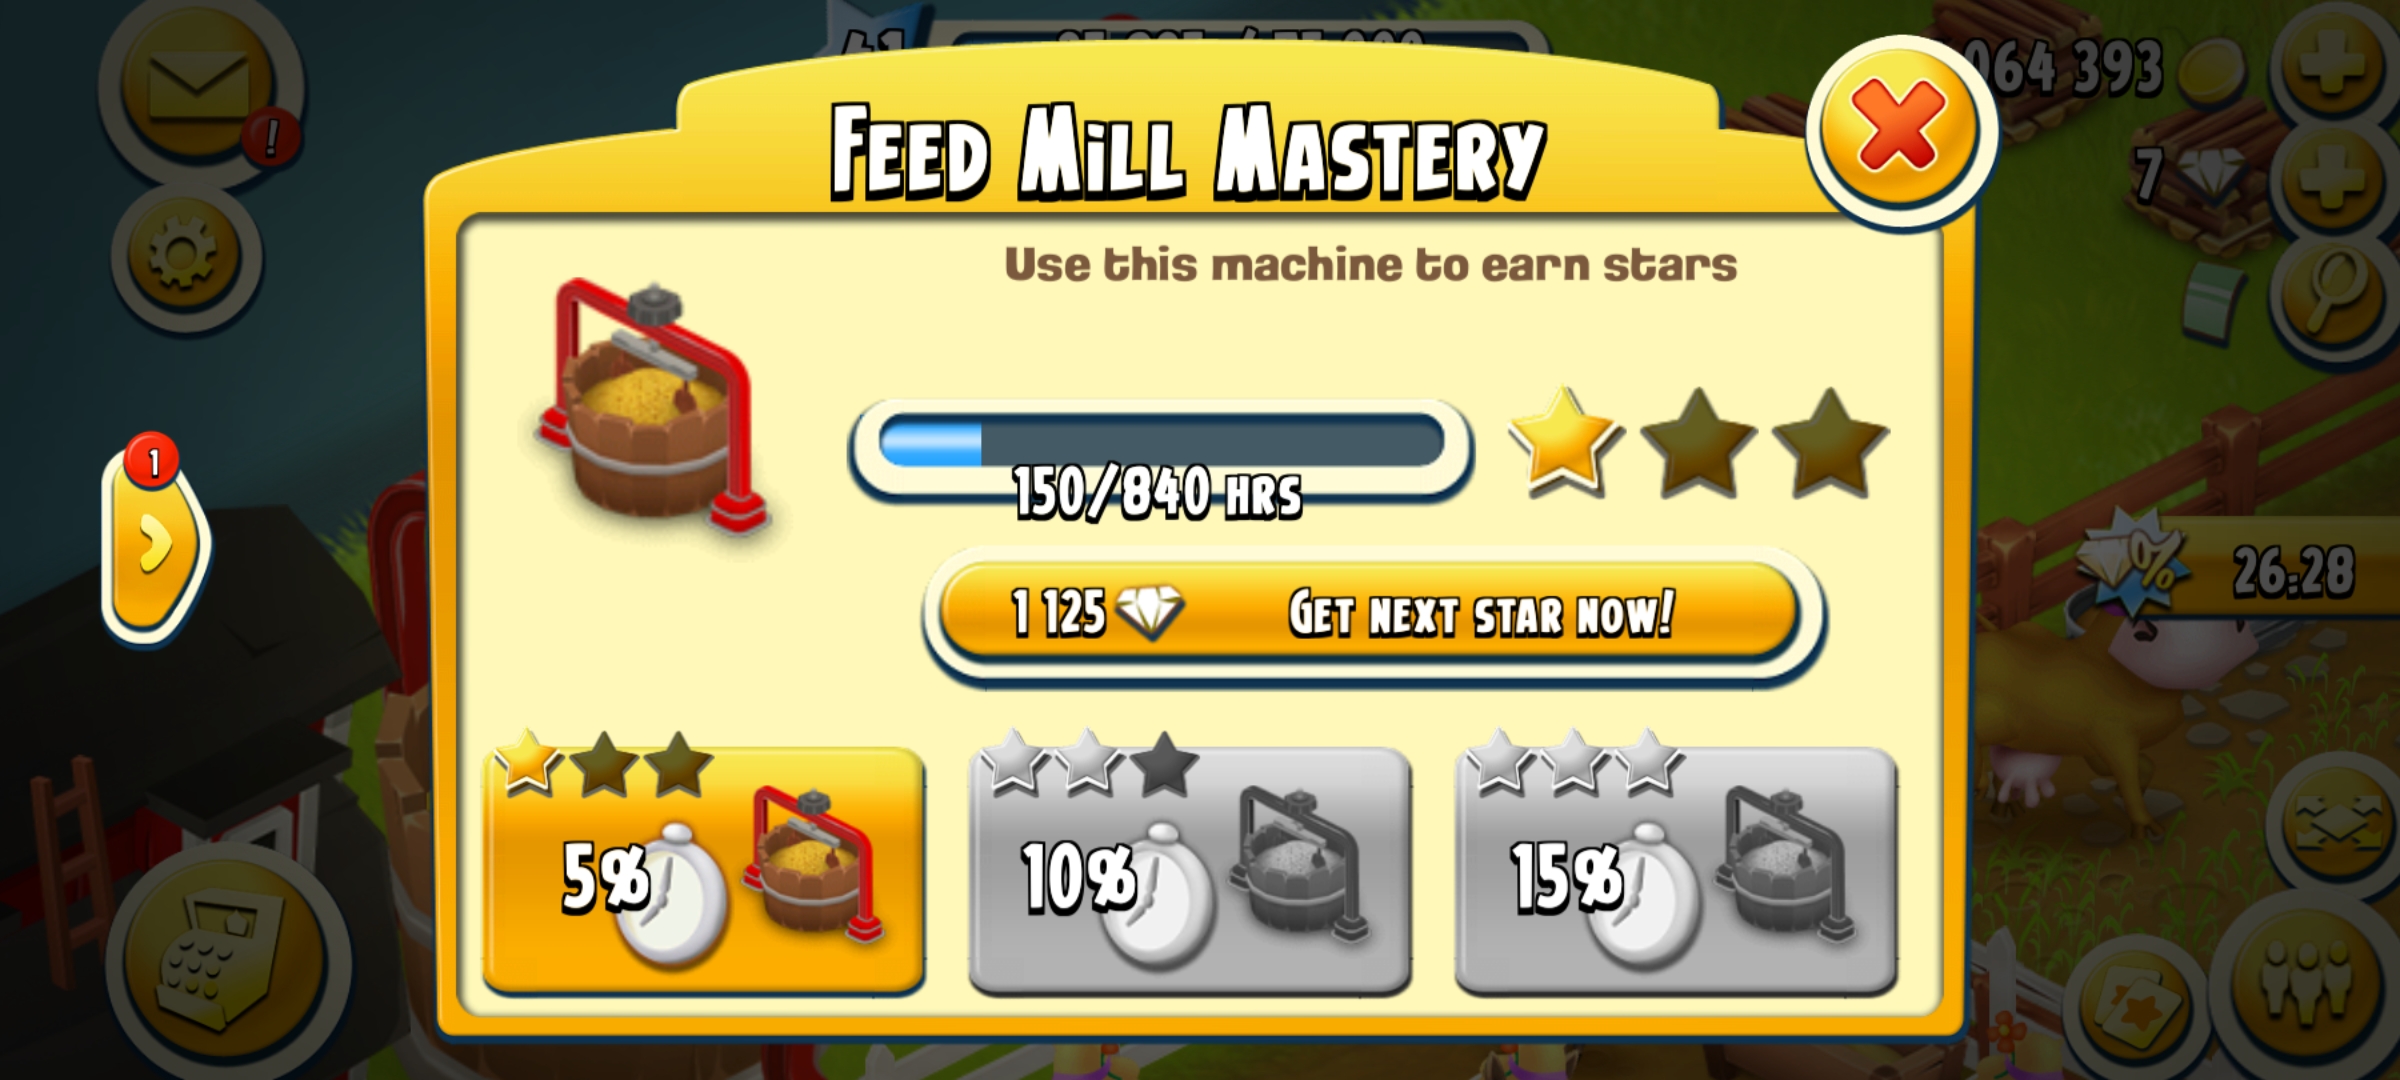 !
61
FEED MiLL MASTERY
064 393
7
Use this machine to earn stars
1
150/840 HRS
%
26:28
1 125
GET NEXT STAR NOW!
5%
10%
15%